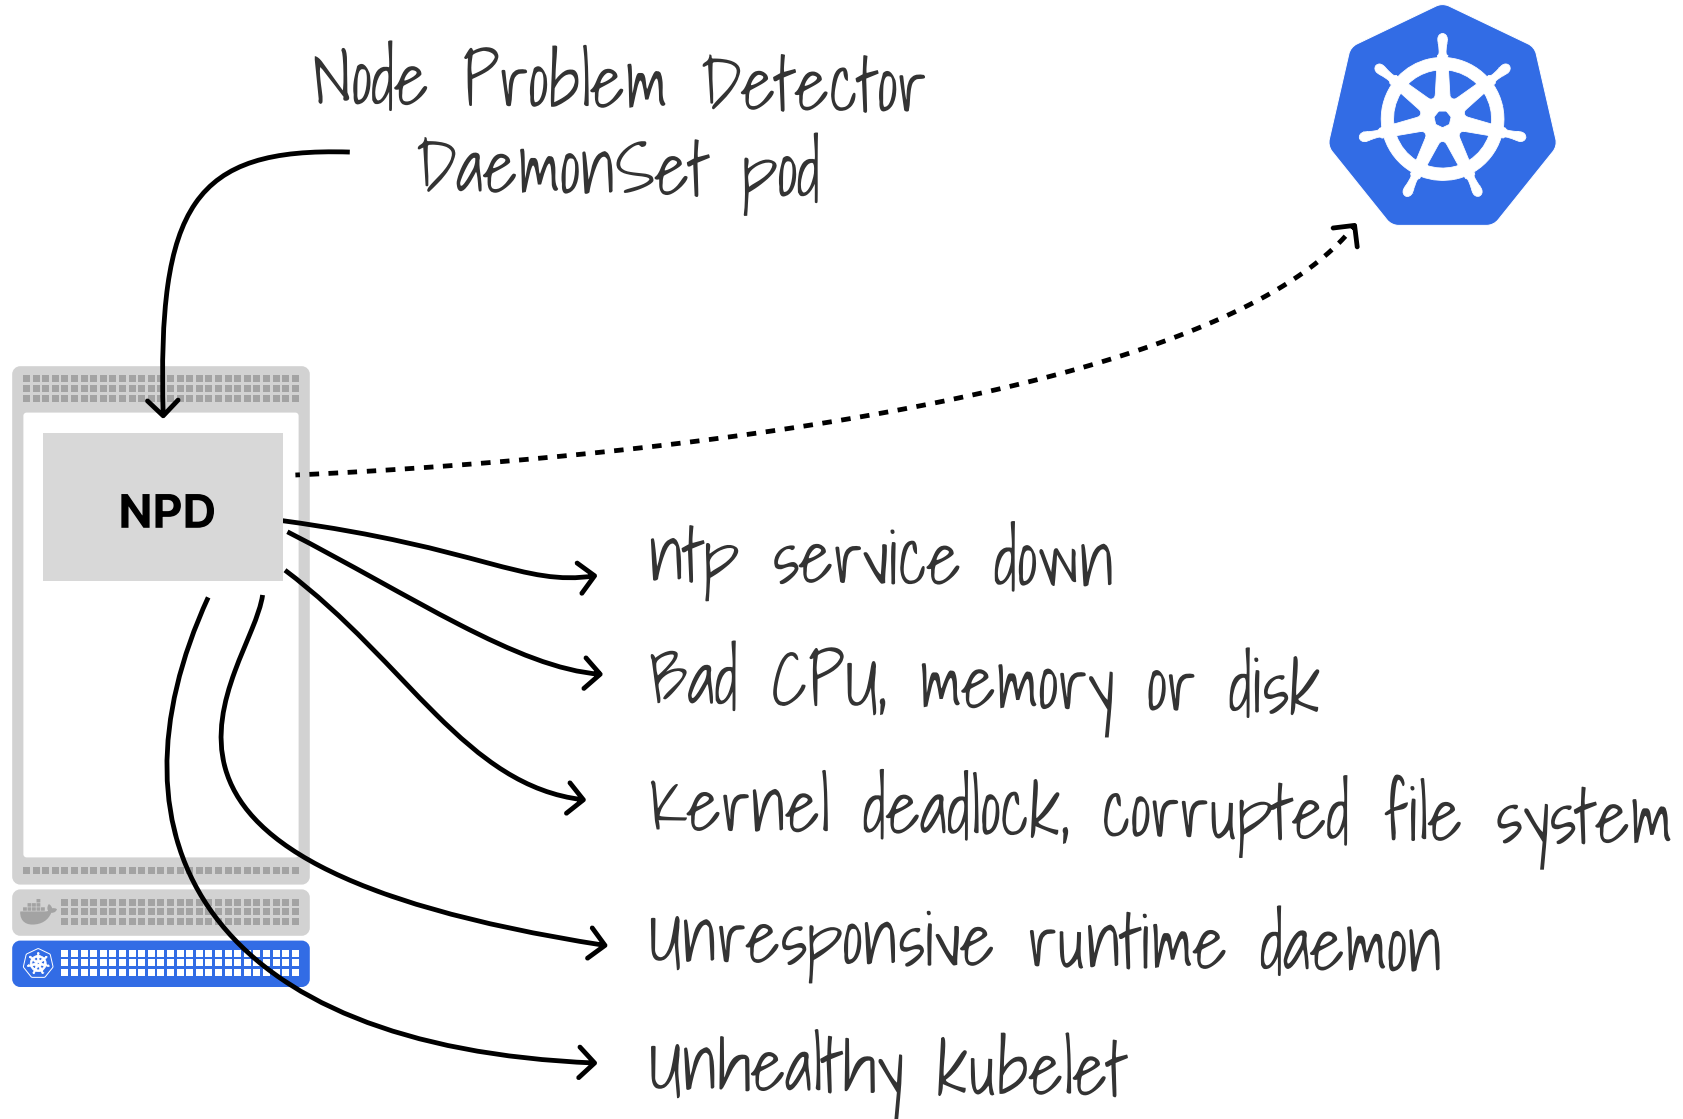 Node Problem Detector
DaemonSet pod
NPD
ntp service down
Bad CPU, memory or disk
Kernel deadlock, corrupted file system
Unresponsive runtime daemon
Unhealthy kubelet